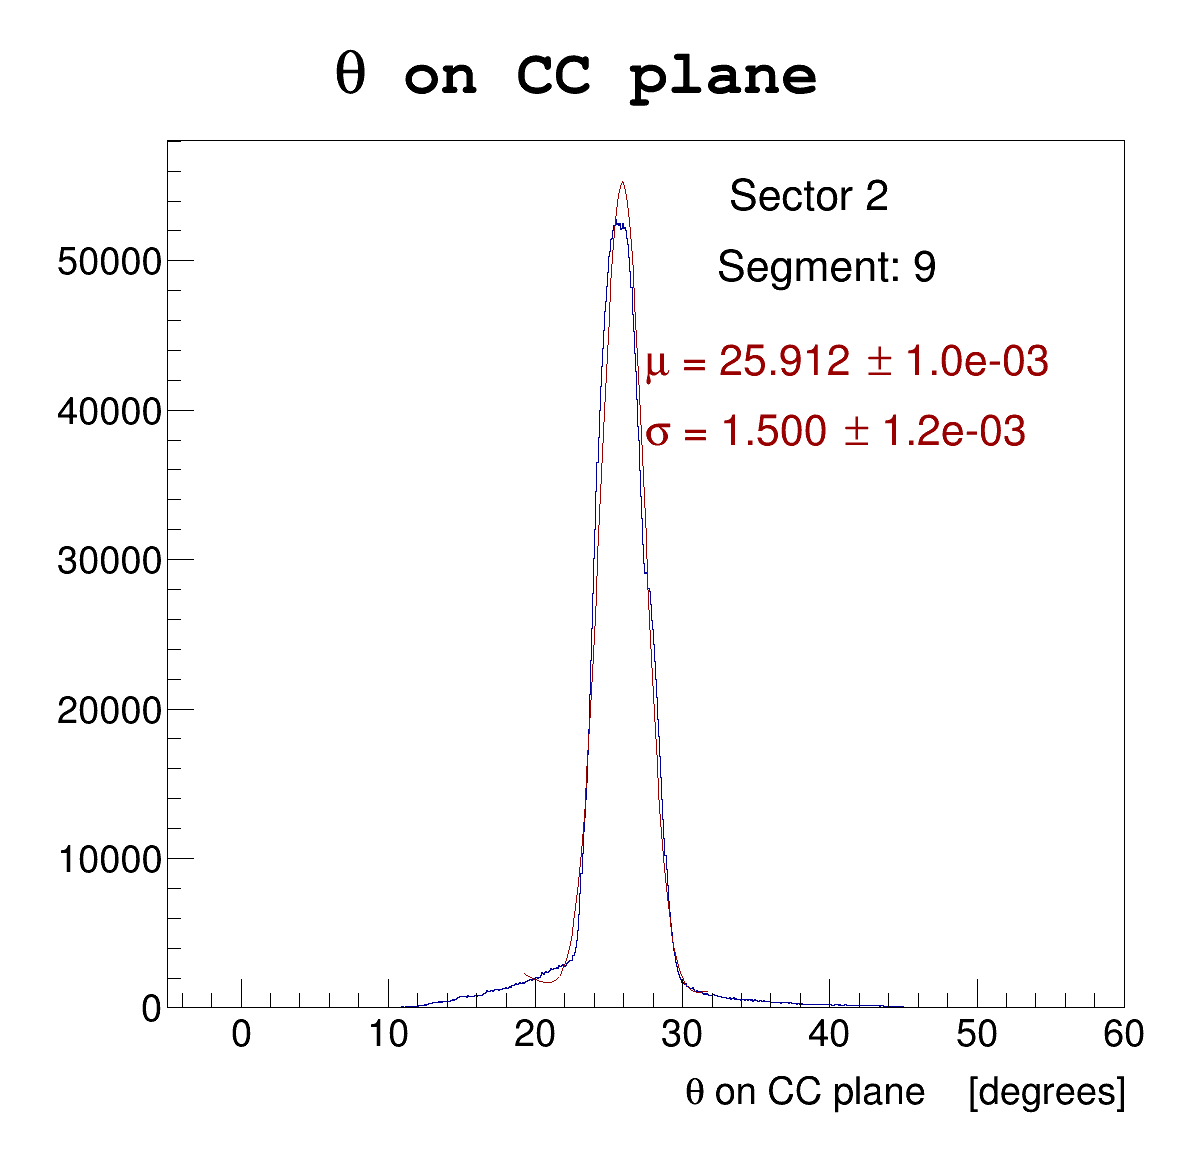 θ on CC plane
Sector 2
Segment: 9
μ = 25.912 ± 1.0e-03
σ = 1.500 ± 1.2e-03
50000
40000
30000
20000
10000
0
0 10 20 30 40 50 60
θ on CC plane [degrees]